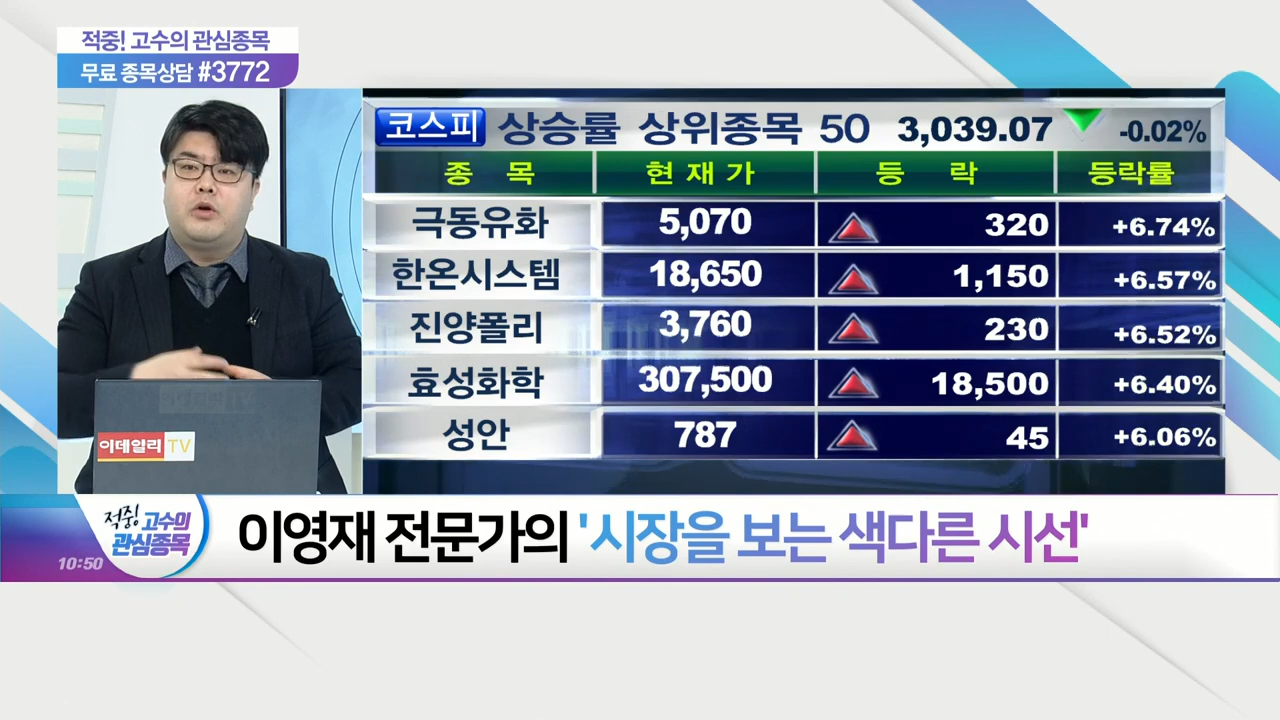 적중! 고수의 관심종목
무료 종목상담 #3772
코스피 상승률 상위종목 50 3,039.07 -0.02%
종 목 현 재 가 등 락 등락률
극동유화 5,070 320 +6.74%
한온시스템 18,650 1,150 +6.57%
진양폴리 3,760 230 +6.52%
효성화학 307,500 18,500 +6.40%
성안 787 45 +6.06%
이데일리TV
적중! 고수의
관심종목
10:50
이영재 전문가의 '시장을 보는 색다른 시선'